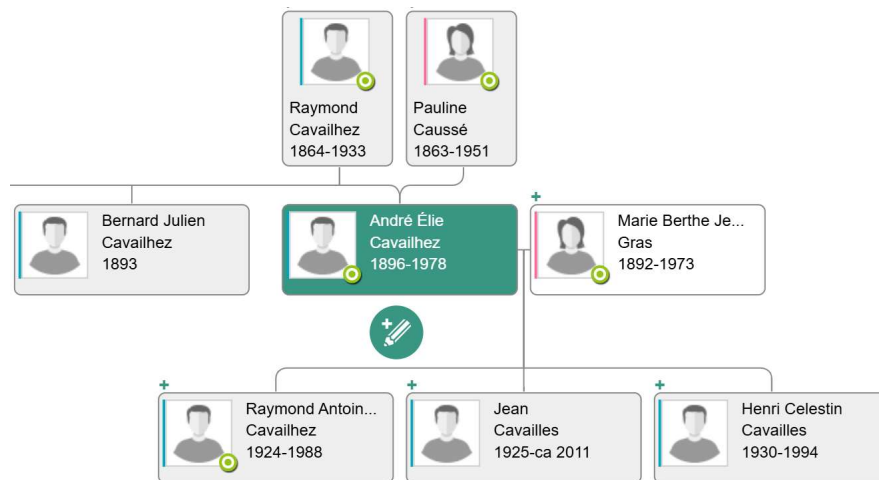 Raymond
Cavailhez
1864-1933
Pauline
Caussé
1863-1951
Bernard Julien
Cavailhez
1893
André Élie
Cavailhez
1896-1978
Marie Berthe Je...
Gras
1892-1973
Raymond Antoin...
Cavailhez
1924-1988
Jean
Cavailles
1925-ca 2011
Henri Celestin
Cavailles
1930-1994